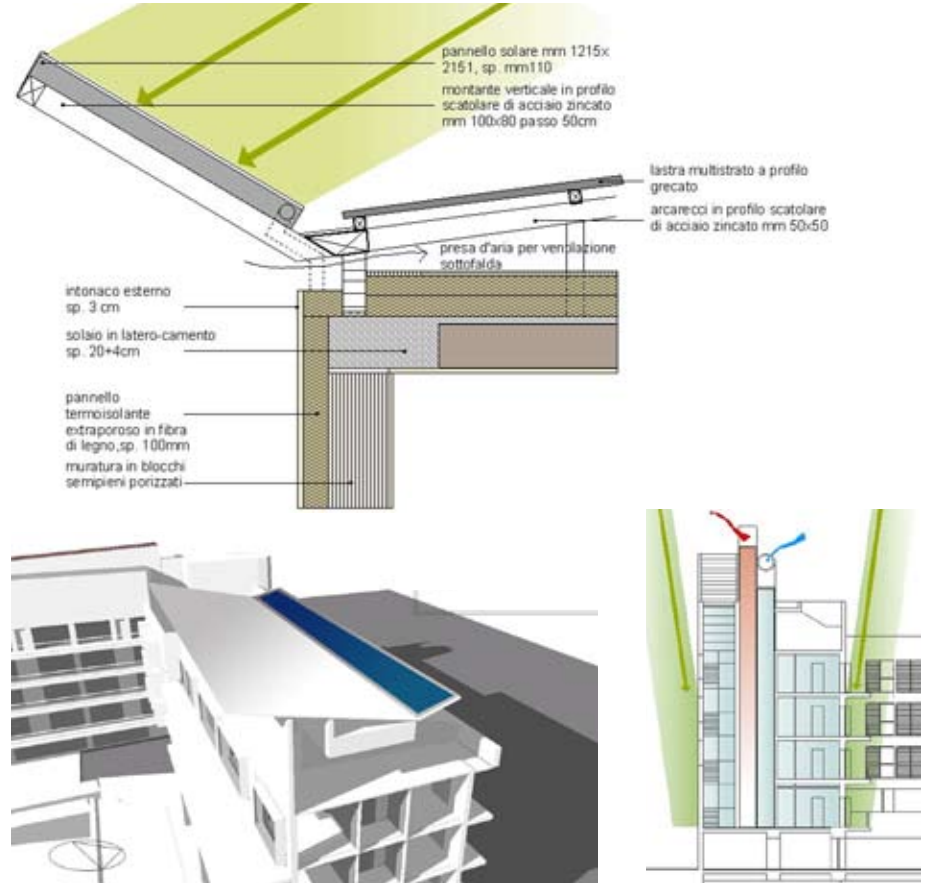 pannello solare mm 1215x
2151, sp. mm110
montante verticale in profilo
scatolare di acciaio zincato
mm 100x80 passo 50cm
lastra multistrato a profilo
grecato
arcarecci in profilo scatolare
di acciaio zincato mm 50x50
presa d'aria per ventilazione
sottofalda
intonaco esterno
sp. 3 cm
solaio in latero-camento
sp. 20+4cm
pannello
termoisolante
extraporoso in fibra
di legno,sp. 100mm
muratura in blocchi
semipieni porizzati